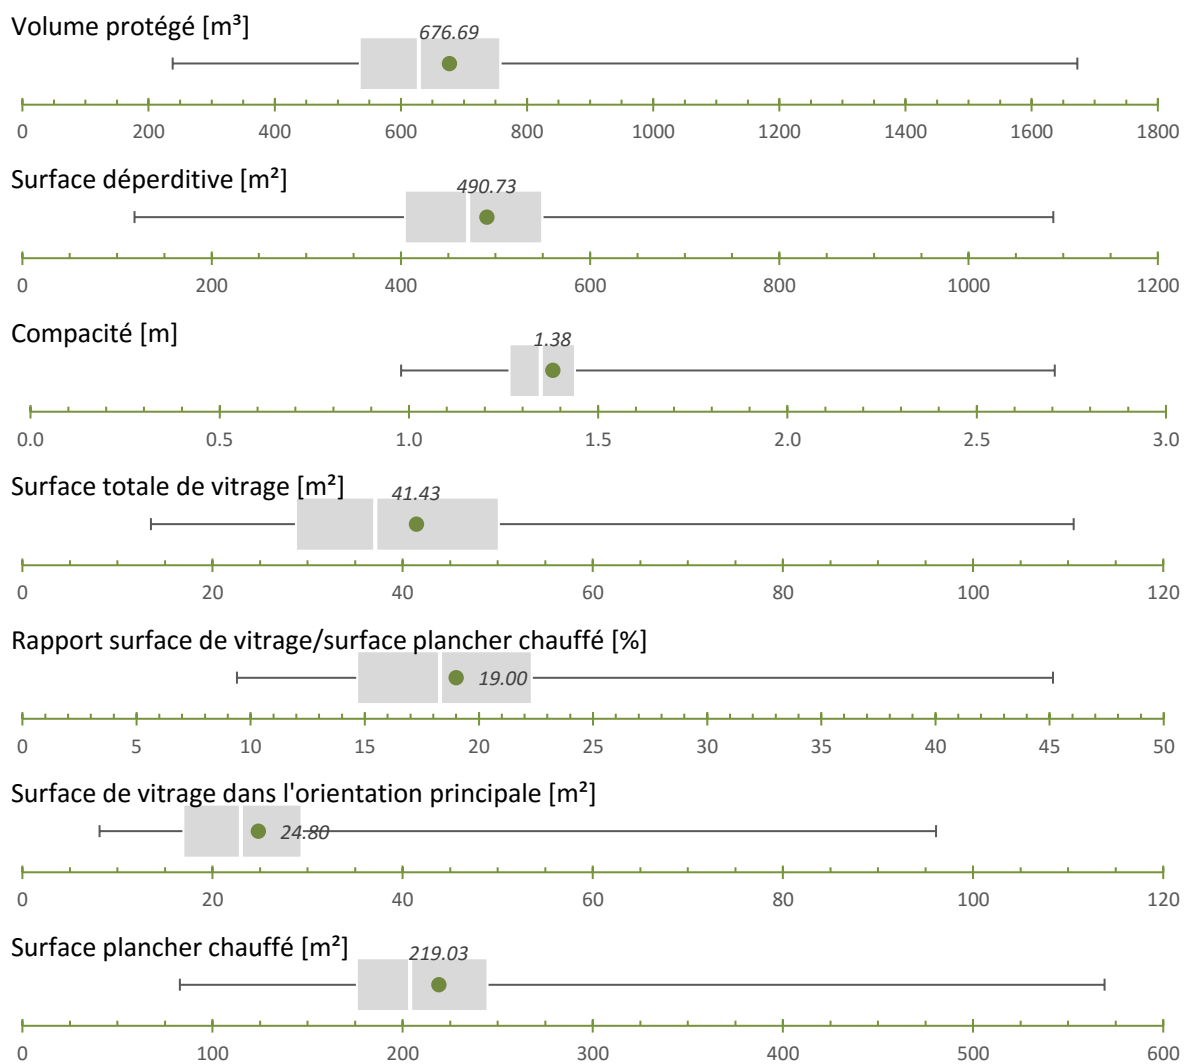 Volume protégé [m³]
676.69
0 200 400 600 800 1000 1200 1400 1600 1800
Surface déperditive [m²]
490.73
0 200 400 600 800 1000 1200
Compacité [m]
1.38
0.0 0.5 1.0 1.5 2.0 2.5 3.0
Surface totale de vitrage [m²]
41.43
0 20 40 60 80 100 120
Rapport surface de vitrage/surface plancher chauffé [%]
19.00
0 5 10 15 20 25 30 35 40 45 50
Surface de vitrage dans l'orientation principale [m²]
24.80
0 20 40 60 80 100 120
Surface plancher chauffé [m²]
219.03
0 100 200 300 400 500 600